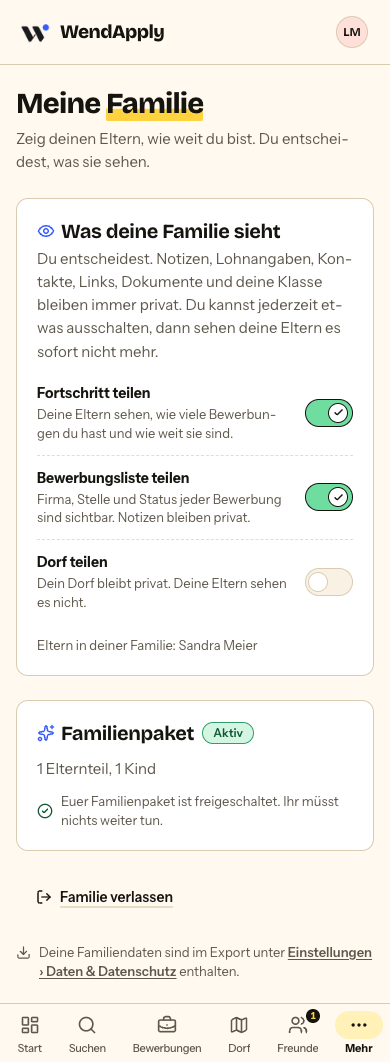 WendApply
LM
Meine Familie
Zeig deinen Eltern, wie weit du bist. Du entschei-
dest, was sie sehen.
Was deine Familie sieht
Du entscheidest. Notizen, Lohnangaben, Kon-
takte, Links, Dokumente und deine Klasse
bleiben immer privat. Du kannst jederzeit et-
was ausschalten, dann sehen deine Eltern es
sofort nicht mehr.
Fortschritt teilen
Deine Eltern sehen, wie viele Bewerbun-
gen du hast und wie weit sie sind.
Bewerbungsliste teilen
Firma, Stelle und Status jeder Bewerbung
sind sichtbar. Notizen bleiben privat.
Dorf teilen
Dein Dorf bleibt privat. Deine Eltern sehen
es nicht.
Eltern in deiner Familie: Sandra Meier
Familienpaket Aktiv
1 Elternteil, 1 Kind
Euer Familienpaket ist freigeschaltet. Ihr müsst
nichts weiter tun.
Familie verlassen
Deine Familiendaten sind im Export unter Einstellungen
› Daten & Datenschutz enthalten.
1
Start Suchen Bewerbungen Dorf Freunde Mehr